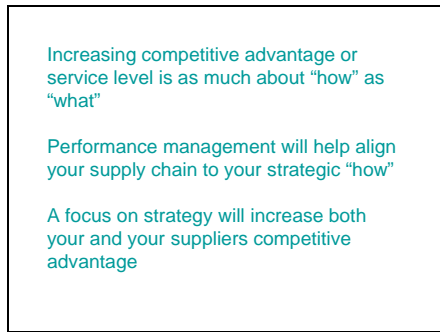 Increasing competitive advantage or
service level is as much about “how” as
“what”
Performance management will help align
your supply chain to your strategic “how”
A focus on strategy will increase both
your and your suppliers competitive
advantage